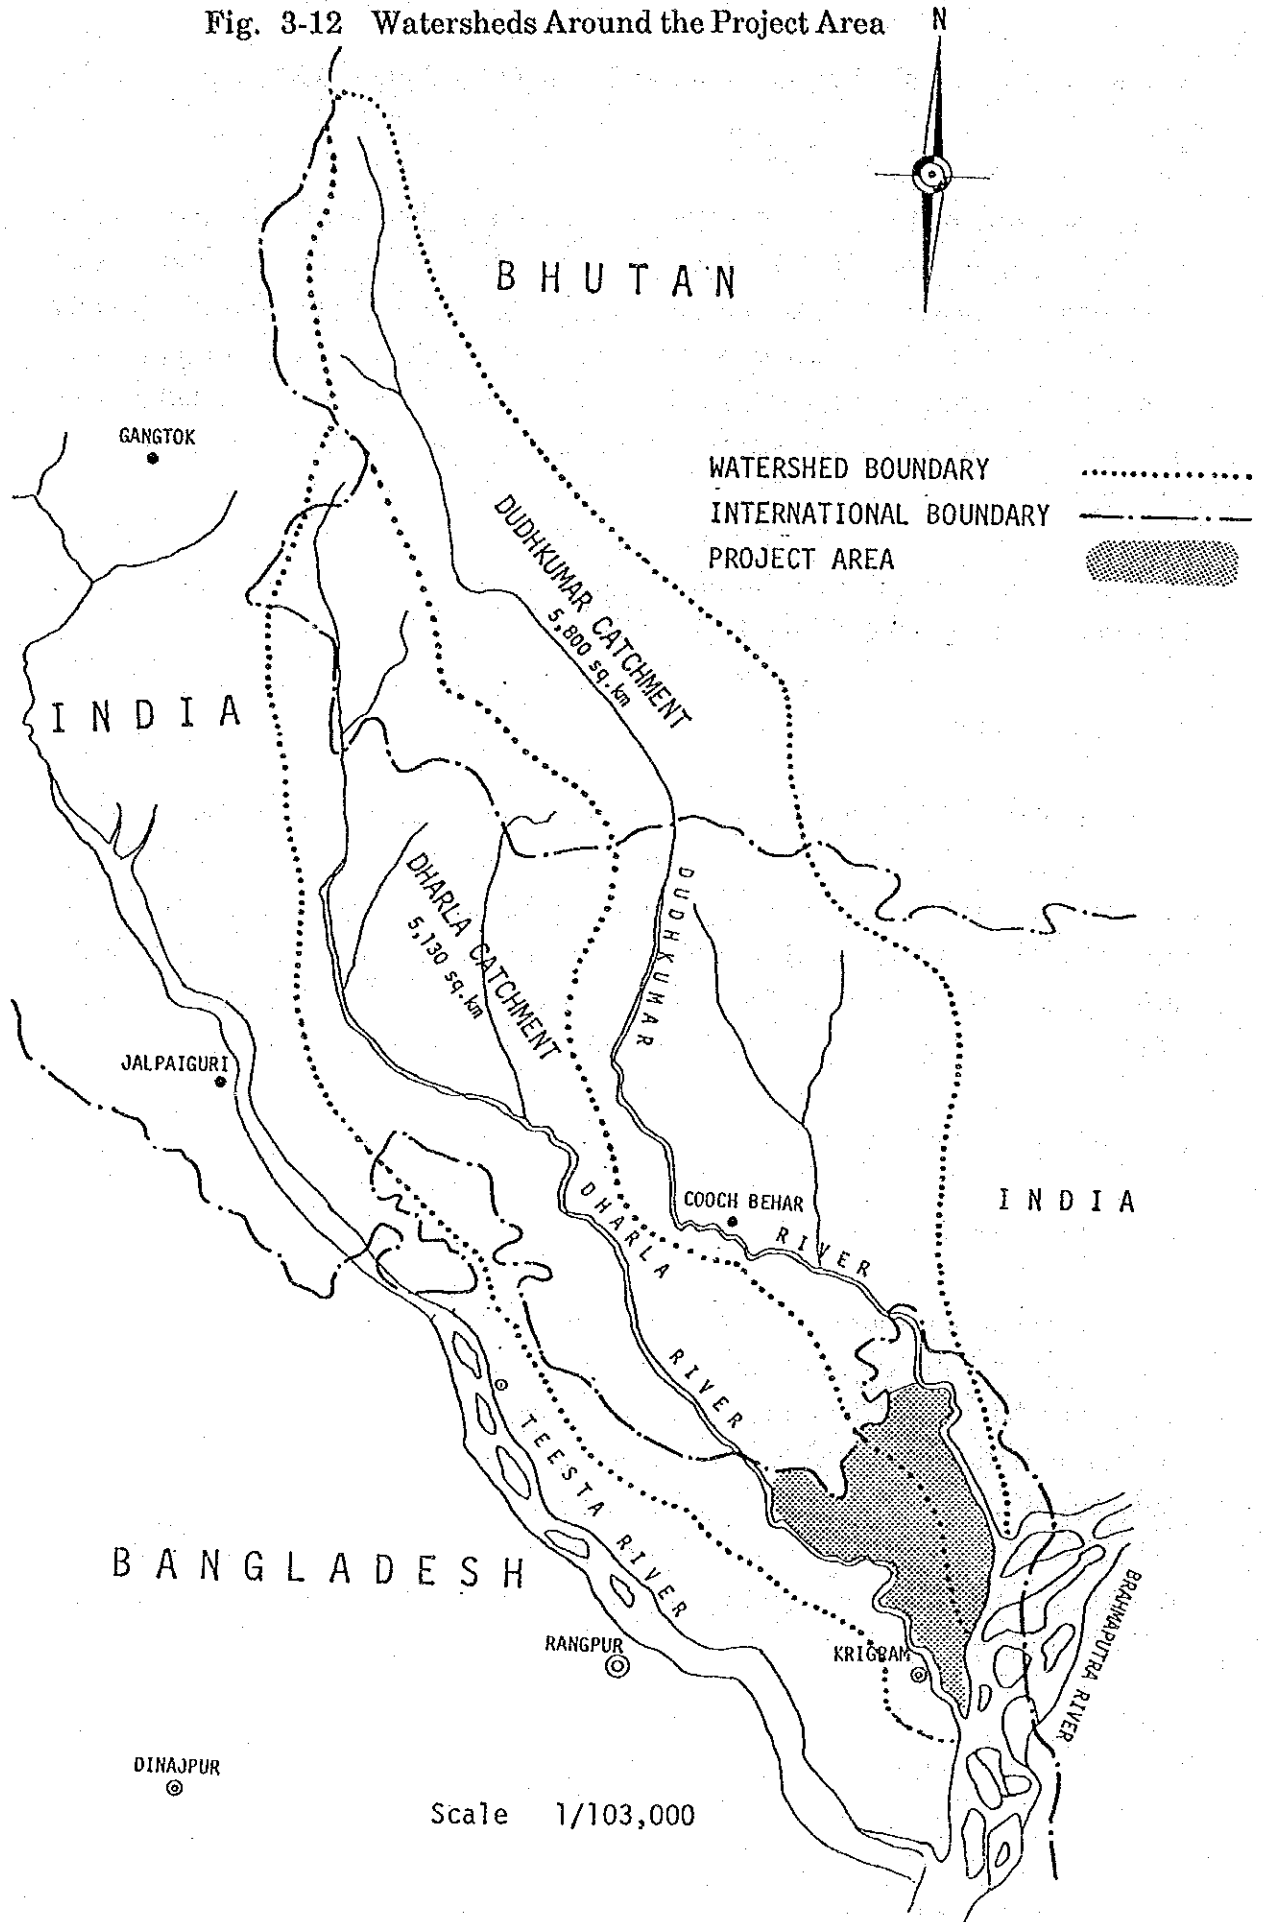 Fig. 3-12 Watersheds Around the Project Area
N
BHUTAN
GANGTOK
WATERSHED BOUNDARY
INTERNATIONAL BOUNDARY
PROJECT AREA
DUDHKUMAR CATCHMENT
5,800 sq.km
INDIA
DHARLA CATCHMENT
5,130 sq.km
DUDHKUMAR
RIVER
JALPAIGURI
COOCH BEHAR
INDIA
DHARLA
RIVER
TEESTA RIVER
BANGLADESH
RANGPUR
KRIGRAM
BRAHMAPUTRA RIVER
DINAJPUR
Scale 1/103,000